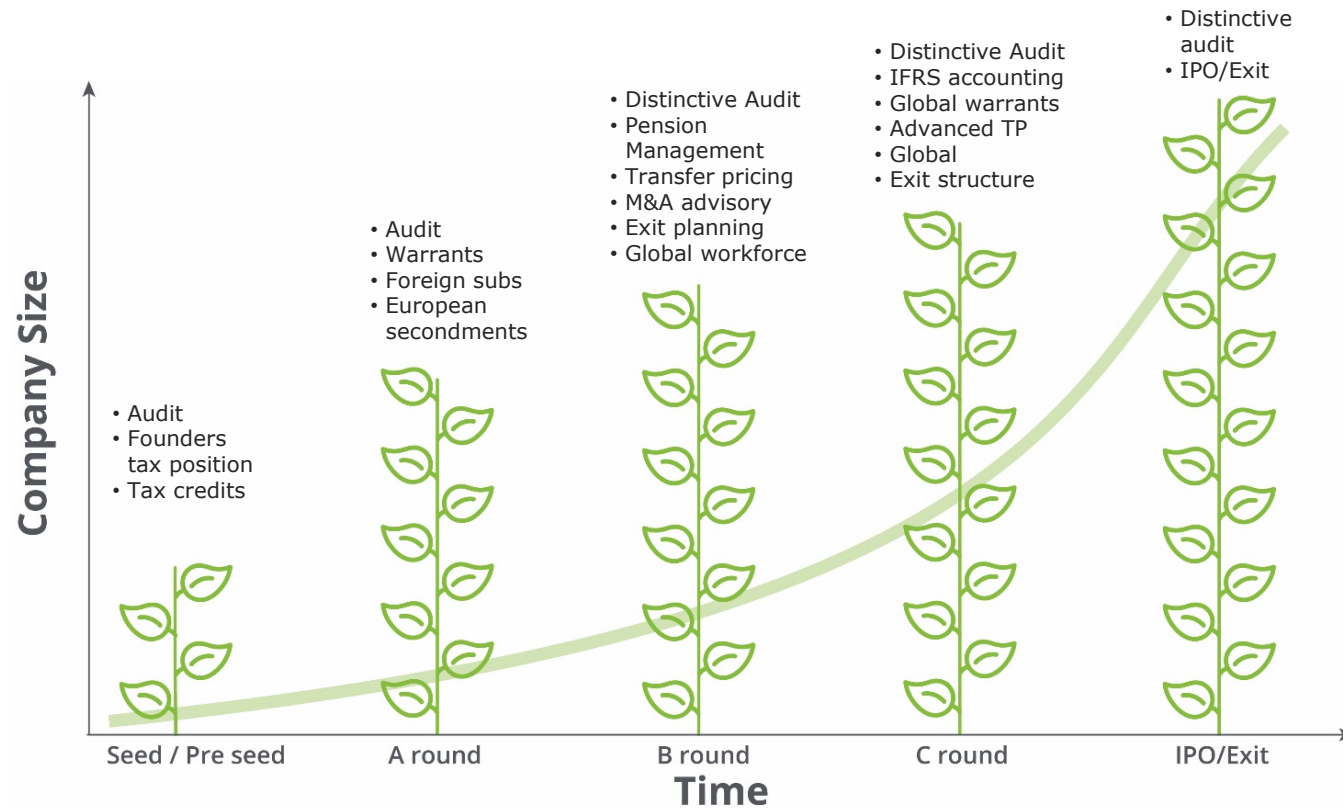 • Distinctive
audit
• IPO/Exit
• Distinctive Audit
• IFRS accounting
• Global warrants
• Advanced TP
• Global
• Exit structure
• Distinctive Audit
• Pension
Management
• Transfer pricing
• M&A advisory
• Exit planning
• Global workforce
• Audit
• Warrants
• Foreign subs
• European
secondments
• Audit
• Founders
tax position
• Tax credits
Company Size
Seed / Pre seed
A round
B round
C round
IPO/Exit
Time